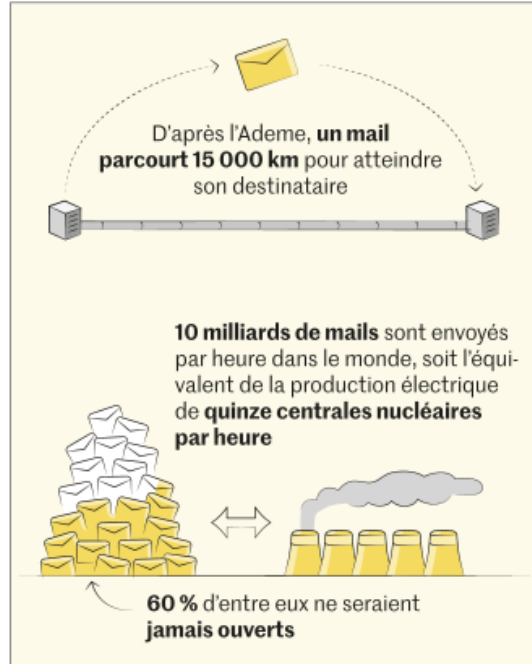 D'après l'Ademe, un mail
parcourt 15 000 km pour atteindre
son destinataire
10 milliards de mails sont envoyés
par heure dans le monde, soit l'équi-
valent de la production électrique
de quinze centrales nucléaires
par heure
60 % d'entre eux ne seraient
jamais ouverts